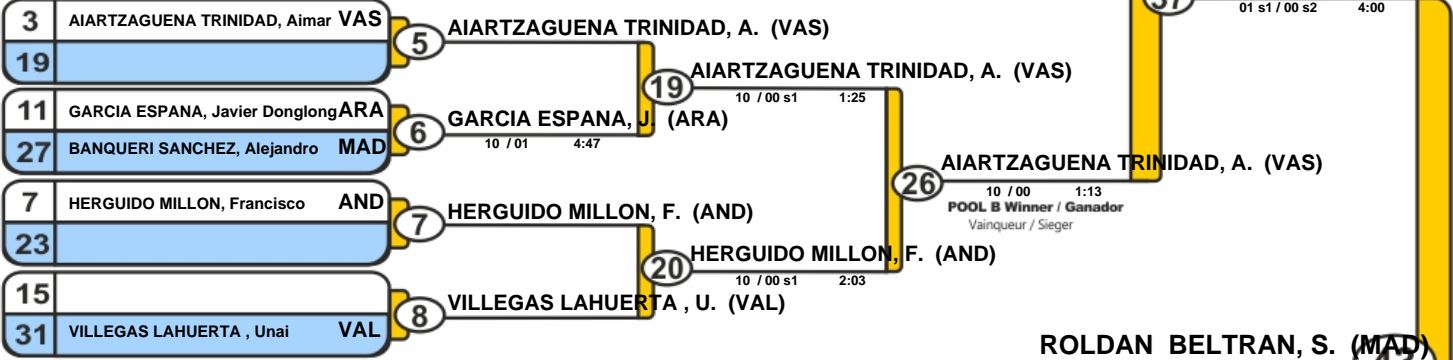 3 AIARTZAGUENA TRINIDAD, Aimar VAS
19
5
AIARTZAGUENA TRINIDAD, A. (VAS)
11 GARCIA ESPANA, Javier Donglong ARA
27 BANQUERI SANCHEZ, Alejandro MAD
6
GARCIA ESPANA, J. (ARA)
10 / 01 4:47
19
AIARTZAGUENA TRINIDAD, A. (VAS)
10 / 00 s1 1:25
7 HERGUIDO MILLON, Francisco AND
23
7
HERGUIDO MILLON, F. (AND)
15
31 VILLEGAS LAHUERTA , Unai VAL
8
VILLEGAS LAHUERTA , U. (VAL)
20
HERGUIDO MILLON, F. (AND)
10 / 00 s1 2:03
26
AIARTZAGUENA TRINIDAD, A. (VAS)
10 / 00 1:13
POOL B Winner / Ganador
Vainqueur / Sieger
37
01 s1 / 00 s2 4:00
ROLDAN BELTRAN, S. (MAD)